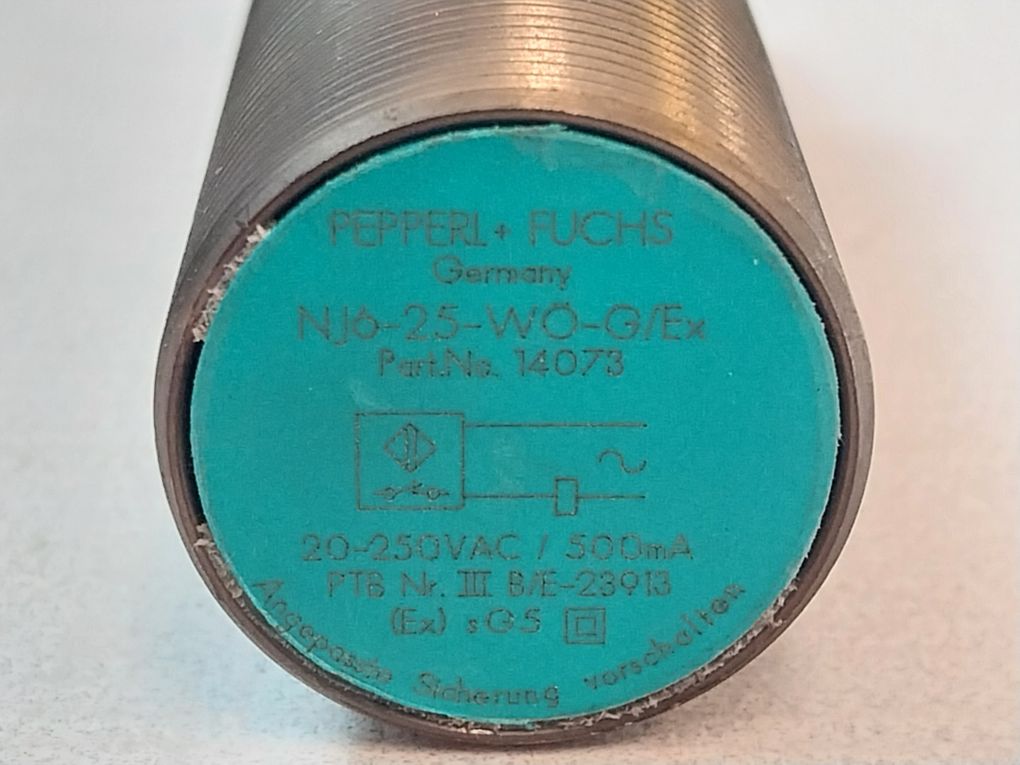 PEPPERL + FUCHS
Germany
NJ6-25-WÖ-G/Ex
Part.No. 14073
20-250VAC / 500mA
PTB Nr. III B/E-23913
(Ex) sG5
Angepasste Sicherung vorschalten